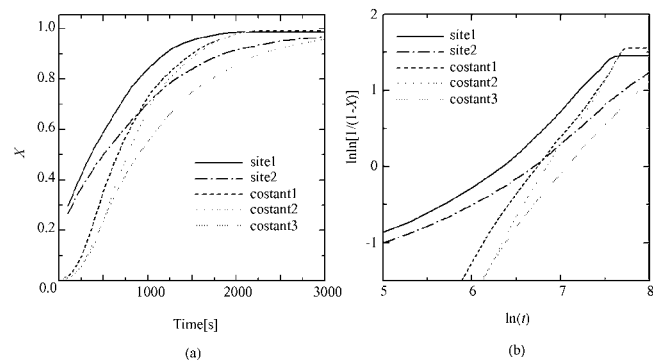 1.0
0.8
0.6
0.4
0.2
0.0
X
1000
2000
3000
Time[s]
site1
site2
costant1
costant2
costant3
(a)
2
1
0
-1
lnln[1/(1-X)]
5
6
7
8
ln(t)
site1
site2
costant1
costant2
costant3
(b)